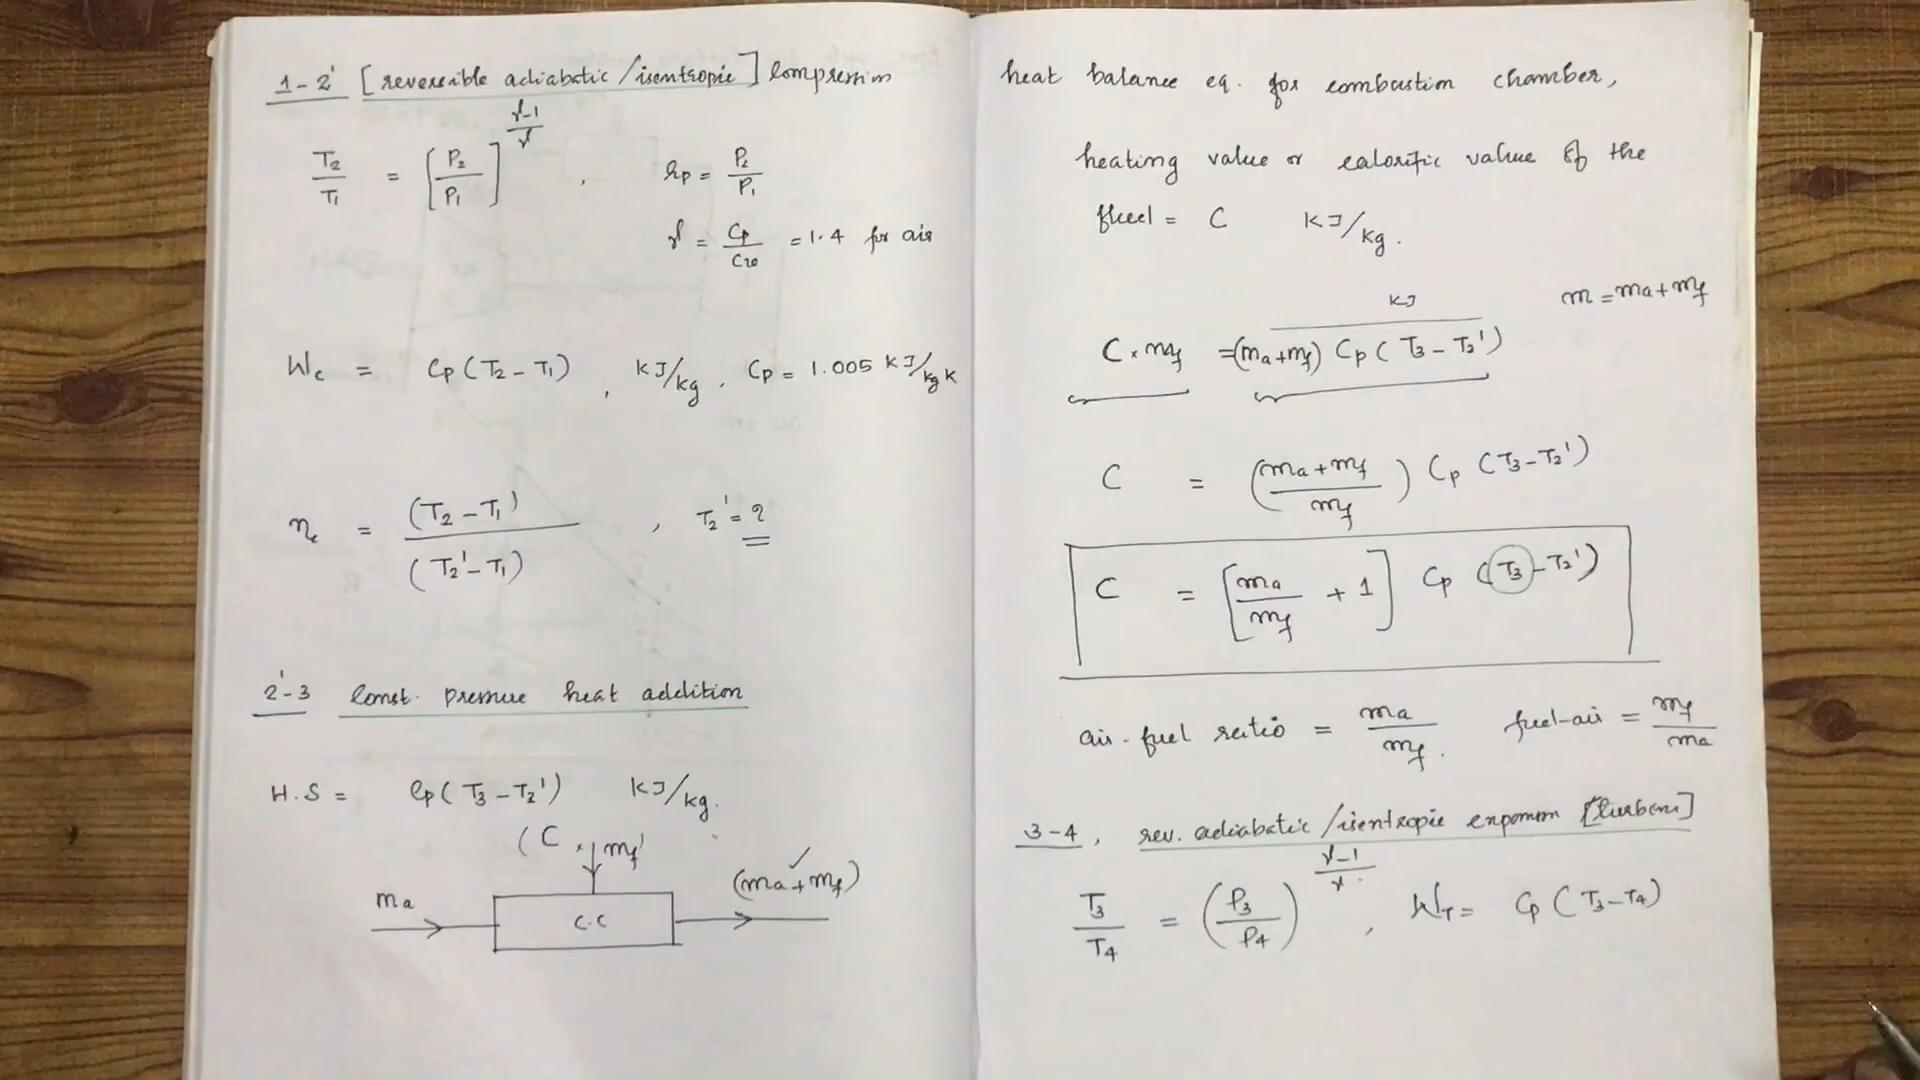 1-2' [reversible adiabatic/isentropic] Compression
T2/T1 = [P2/P1]^(γ-1)/γ , rp = P2/P1
γ = Cp/Cv = 1.4 for air
Wc = Cp(T2-T1) , KJ/kg , Cp = 1.005 KJ/kg K
ηc = (T2-T1)/(T2'-T1) , T2' = ?
2'-3 Const. pressure heat addition
H.S = Cp(T3-T2') KJ/kg.
(C × mf)
ma
C.C
(ma+mf) ✓
heat balance eq. for combustion chamber,
heating value or calorific value of the
fuel = C KJ/kg.
KJ
m = ma+mf
C × mf = (ma+mf) Cp (T3-T2')
C = (ma+mf/mf) Cp (T3-T2')
C = [ma/mf + 1] Cp (T3-T2')
air-fuel ratio = ma/mf. fuel-air = mf/ma
3-4, rev. adiabatic/isentropic
T3/T4 = (P3/P4)^(γ-1)/γ , WT = Cp (T3-T4)